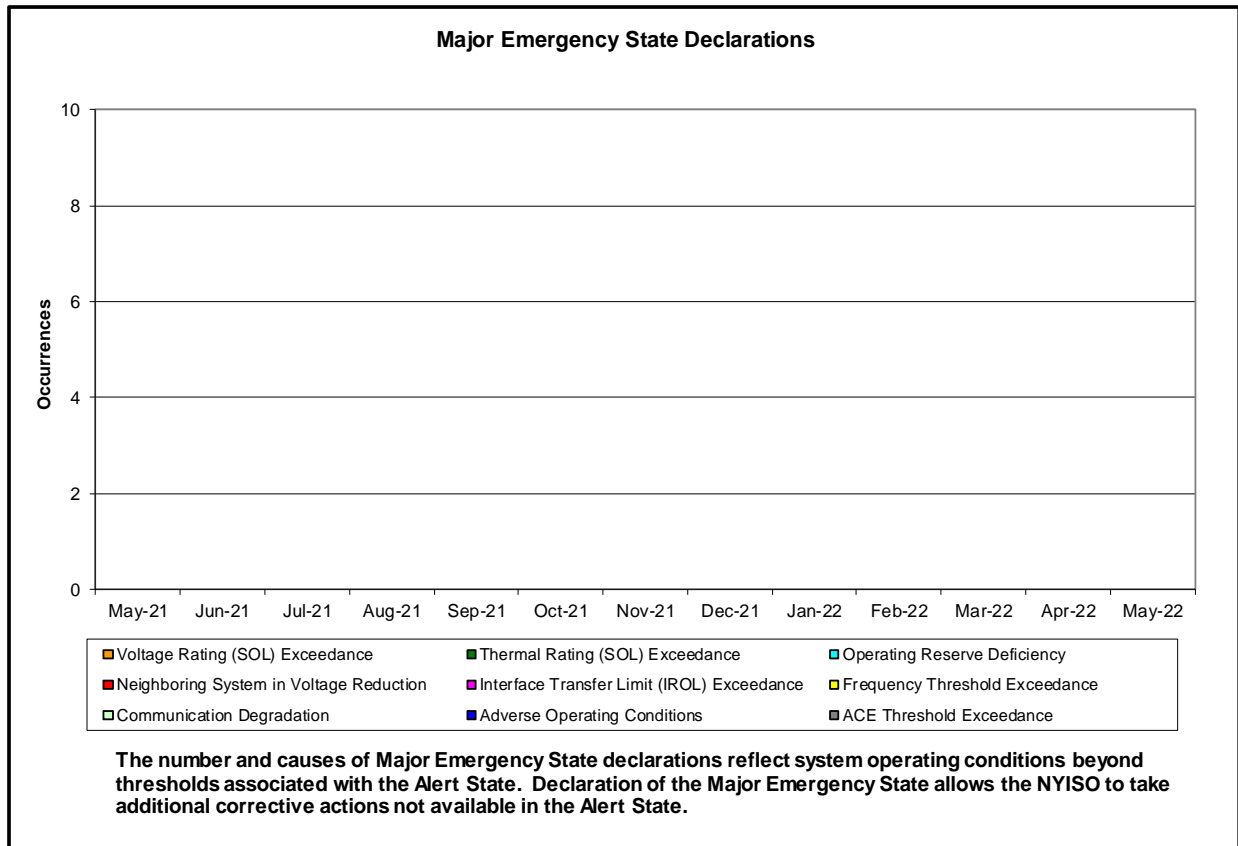 Major Emergency State Declarations
10
8
6
4
2
0
Occurrences
May-21 Jun-21 Jul-21 Aug-21 Sep-21 Oct-21 Nov-21 Dec-21 Jan-22 Feb-22 Mar-22 Apr-22 May-22
Voltage Rating (SOL) Exceedance Thermal Rating (SOL) Exceedance Operating Reserve Deficiency
Neighboring System in Voltage Reduction Interface Transfer Limit (IROL) Exceedance Frequency Threshold Exceedance
Communication Degradation Adverse Operating Conditions ACE Threshold Exceedance
The number and causes of Major Emergency State declarations reflect system operating conditions beyond
thresholds associated with the Alert State. Declaration of the Major Emergency State allows the NYISO to take
additional corrective actions not available in the Alert State.